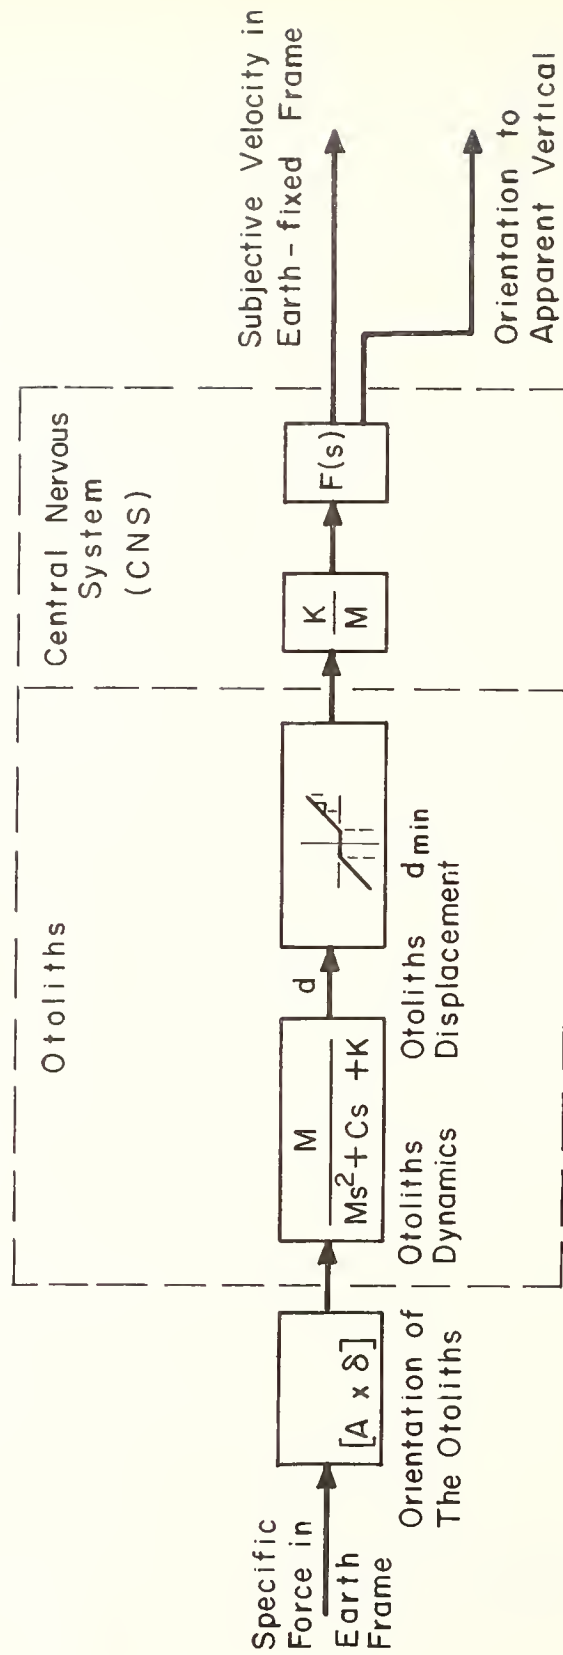 Specific
Force in
Earth
Frame
[A x δ]
Orientation of
The Otoliths
Otoliths
M
Ms²+Cs +K
Otoliths
Dynamics
d
Otoliths d min
Displacement
Central Nervous
System
(CNS)
K
M
F(s)
Subjective Velocity in
Earth-fixed Frame
Orientation to
Apparent Vertical